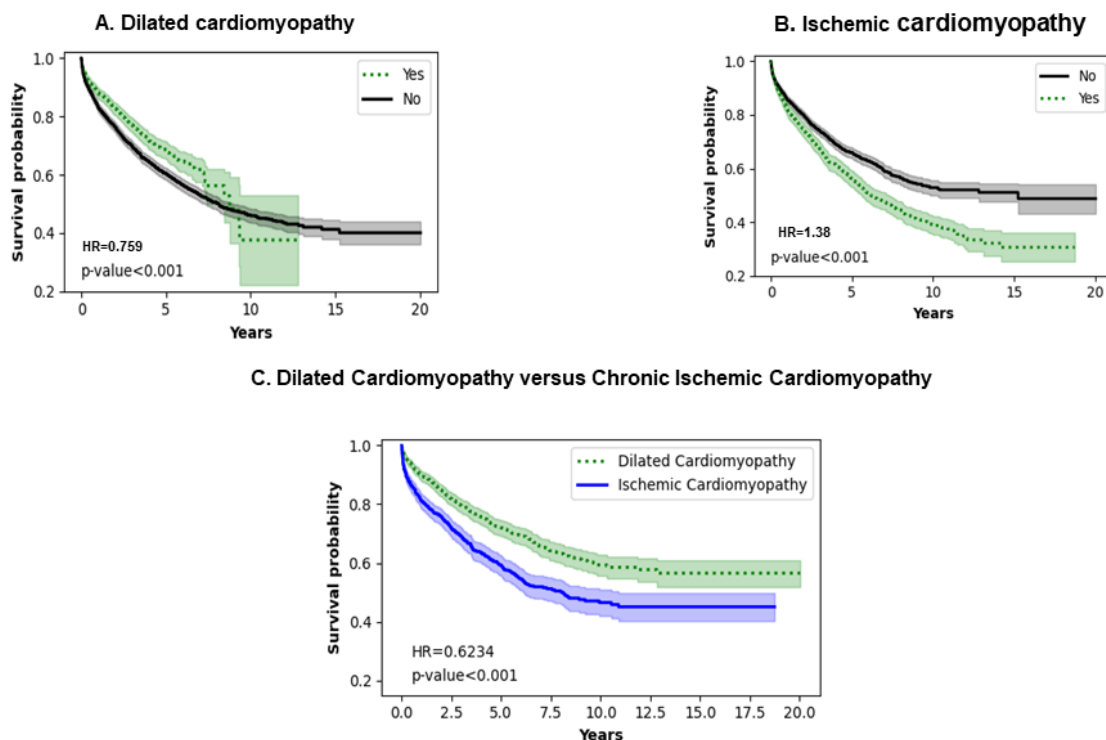 A. Dilated cardiomyopathy
1.0
0.8
0.6
0.4
0.2
Survival probability
Yes
No
HR=0.759
p-value<0.001
0 5 10 15 20
Years
B. Ischemic cardiomyopathy
1.0
0.8
0.6
0.4
0.2
Survival probability
No
Yes
HR=1.38
p-value<0.001
0 5 10 15 20
Years
C. Dilated Cardiomyopathy versus Chronic Ischemic Cardiomyopathy
1.0
0.8
0.6
0.4
0.2
Survival probability
Dilated Cardiomyopathy
Ischemic Cardiomyopathy
HR=0.6234
p-value<0.001
0.0 2.5 5.0 7.5 10.0 12.5 15.0 17.5 20.0
Years